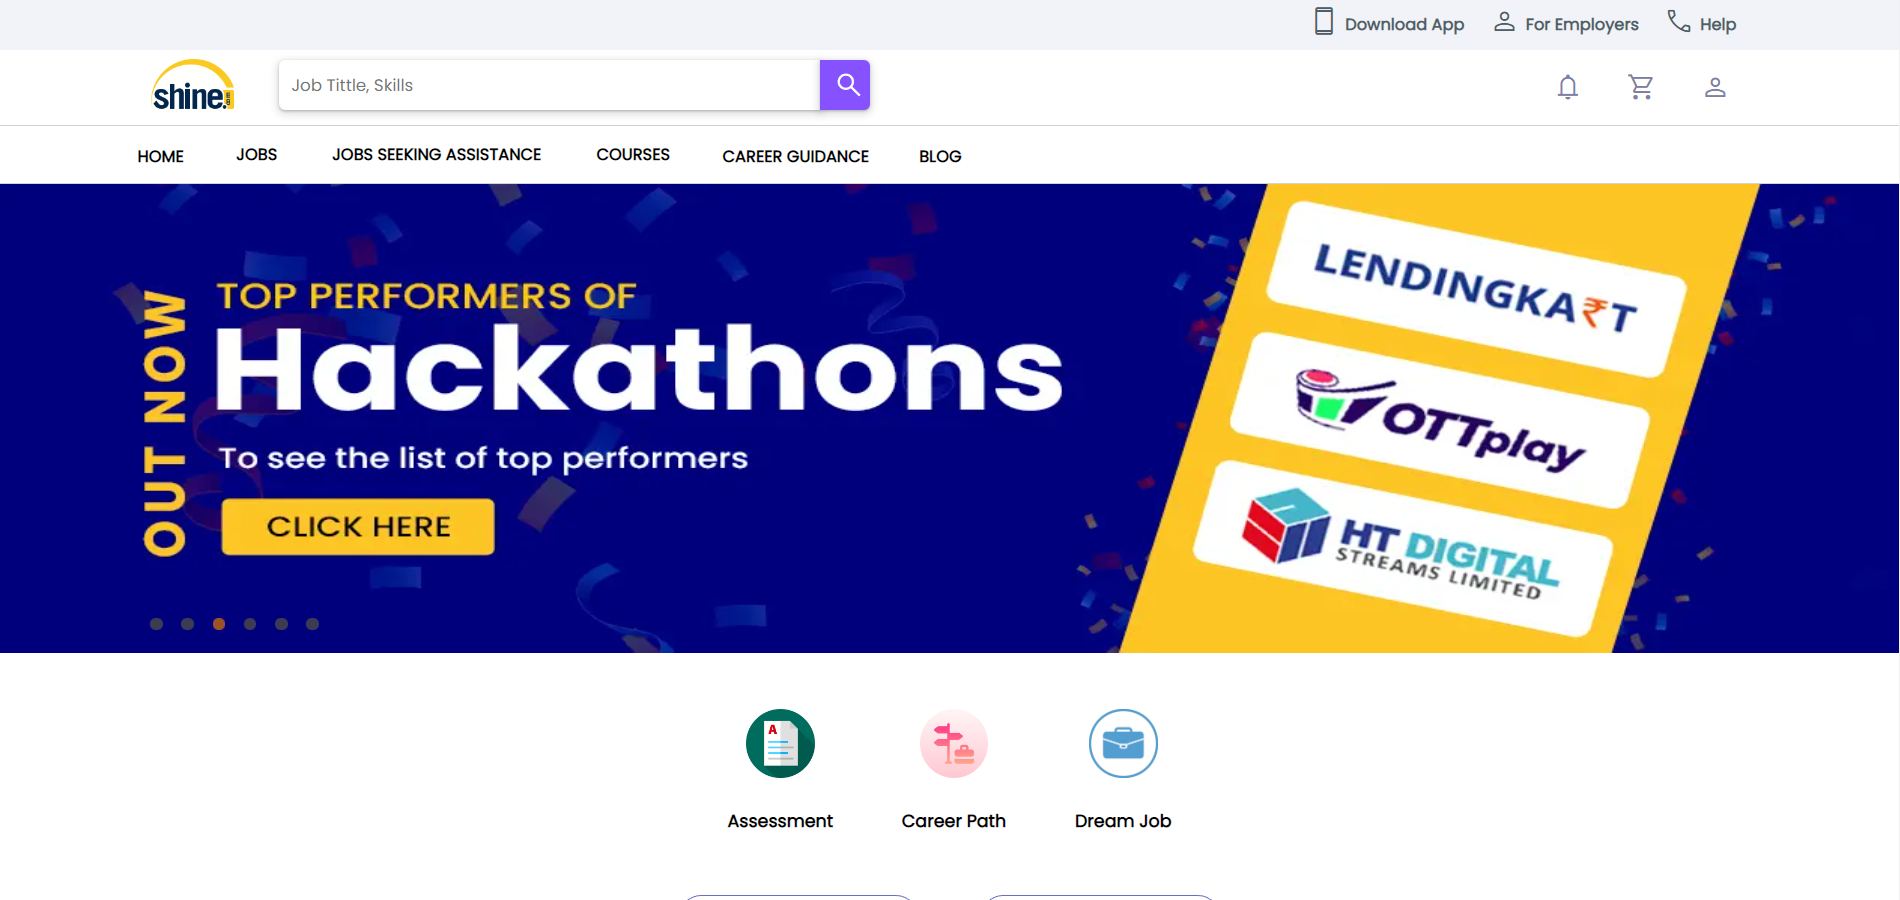 Download App
For Employers
Help
shine.com
Job Tittle, Skills
HOME
JOBS
JOBS SEEKING ASSISTANCE
COURSES
CAREER GUIDANCE
BLOG
OUT NOW
TOP PERFORMERS OF
Hackathons
To see the list of top performers
CLICK HERE
LENDINGKA₹T
OTTplay
HT DIGITAL
STREAMS LIMITED
A
Assessment
Career Path
Dream Job